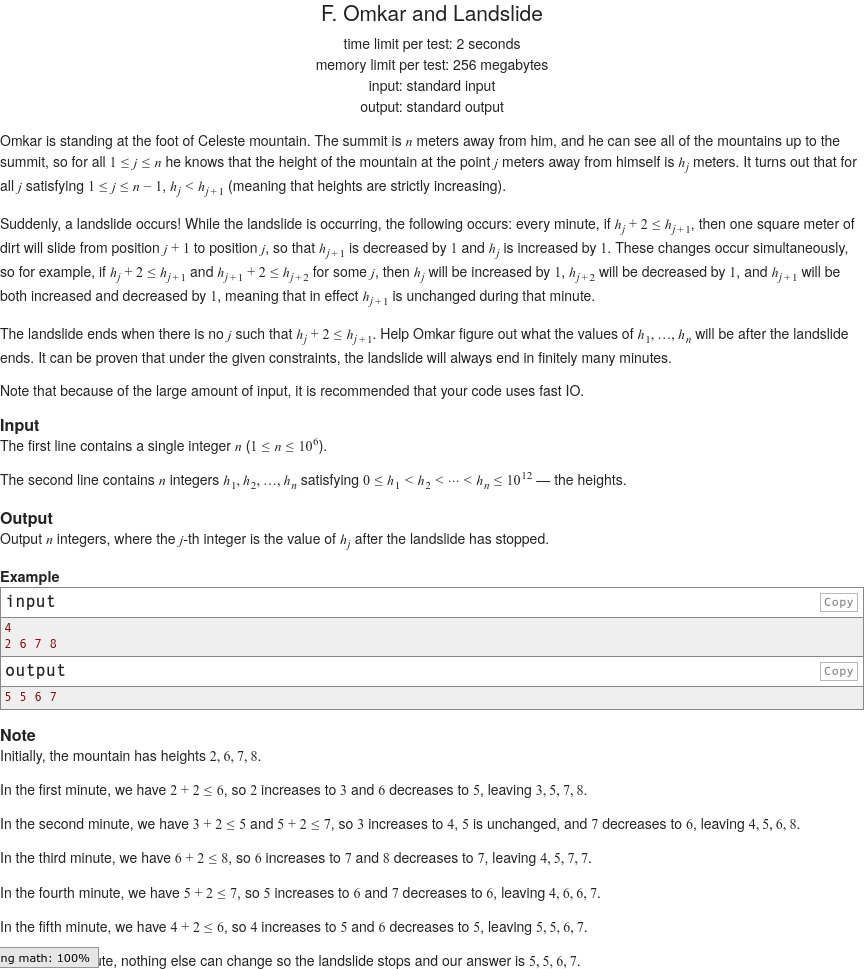 F. Omkar and Landslide
time limit per test: 2 seconds
memory limit per test: 256 megabytes
input: standard input
output: standard output
Omkar is standing at the foot of Celeste mountain. The summit is n meters away from him, and he can see all of the mountains up to the
summit, so for all 1 ≤ j ≤ n he knows that the height of the mountain at the point j meters away from himself is h_j meters. It turns out that for
all j satisfying 1 ≤ j ≤ n − 1, h_j < h_{j+1} (meaning that heights are strictly increasing).
Suddenly, a landslide occurs! While the landslide is occurring, the following occurs: every minute, if h_j + 2 ≤ h_{j+1}, then one square meter of
dirt will slide from position j + 1 to position j, so that h_{j+1} is decreased by 1 and h_j is increased by 1. These changes occur simultaneously,
so for example, if h_j + 2 ≤ h_{j+1} and h_{j+1} + 2 ≤ h_{j+2} for some j, then h_j will be increased by 1, h_{j+2} will be decreased by 1, and h_{j+1} will be
both increased and decreased by 1, meaning that in effect h_{j+1} is unchanged during that minute.
The landslide ends when there is no j such that h_j + 2 ≤ h_{j+1}. Help Omkar figure out what the values of h_1, …, h_n will be after the landslide
ends. It can be proven that under the given constraints, the landslide will always end in finitely many minutes.
Note that because of the large amount of input, it is recommended that your code uses fast IO.
Input
The first line contains a single integer n (1 ≤ n ≤ 10^6).
The second line contains n integers h_1, h_2, …, h_n satisfying 0 ≤ h_1 < h_2 < ⋯ < h_n ≤ 10^12 — the heights.
Output
Output n integers, where the j-th integer is the value of h_j after the landslide has stopped.
Example
input
Copy
4
2 6 7 8
output
Copy
5 5 6 7
Note
Initially, the mountain has heights 2, 6, 7, 8.
In the first minute, we have 2 + 2 ≤ 6, so 2 increases to 3 and 6 decreases to 5, leaving 3, 5, 7, 8.
In the second minute, we have 3 + 2 ≤ 5 and 5 + 2 ≤ 7, so 3 increases to 4, 5 is unchanged, and 7 decreases to 6, leaving 4, 5, 6, 8.
In the third minute, we have 6 + 2 ≤ 8, so 6 increases to 7 and 8 decreases to 7, leaving 4, 5, 7, 7.
In the fourth minute, we have 5 + 2 ≤ 7, so 5 increases to 6 and 7 decreases to 6, leaving 4, 6, 6, 7.
In the fifth minute, we have 4 + 2 ≤ 6, so 4 increases to 5 and 6 decreases to 5, leaving 5, 5, 6, 7.
ng math: 100% ute, nothing else can change so the landslide stops and our answer is 5, 5, 6, 7.